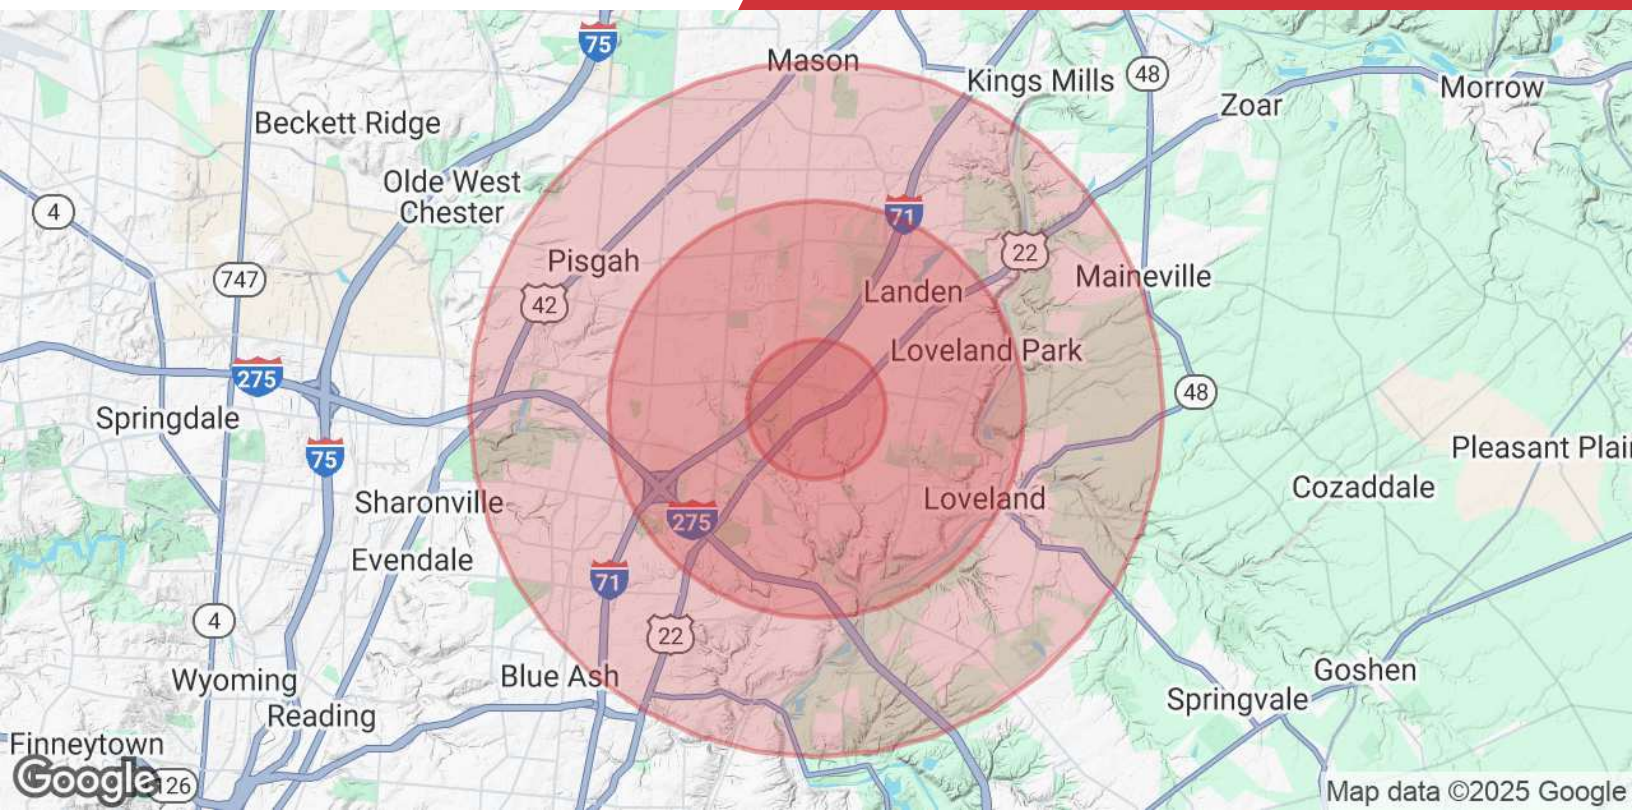 75
Mason
Kings Mills
48
Morrow
Zoar
Beckett Ridge
Olde West
Chester
4
71
22
747
Pisgah
Maineville
42
Landen
Loveland Park
275
48
Springdale
75
Pleasant Plai
Cozaddale
Sharonville
Loveland
275
Evendale
71
4
22
Goshen
Blue Ash
Wyoming
Springvale
Reading
Finneytown
Google
126
Map data ©2025 Google